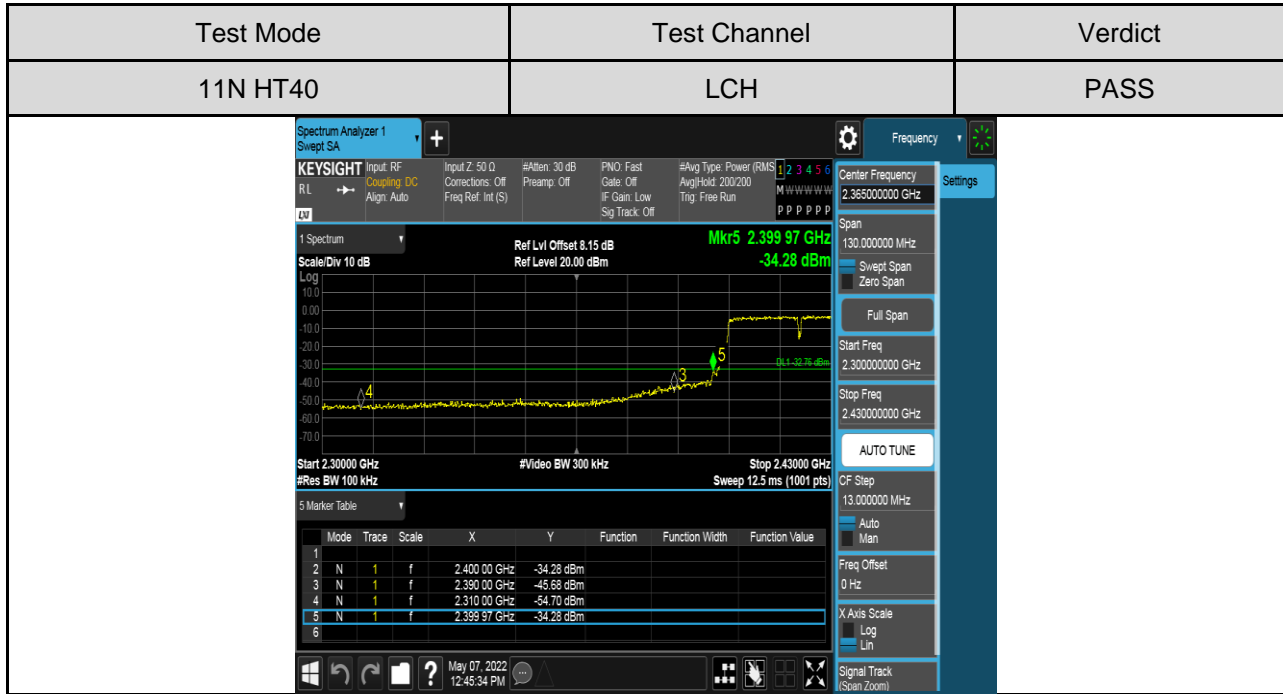 Test Mode Test Channel Verdict
11N HT40 LCH PASS
Spectrum Analyzer 1
Swept SA
+
Frequency
KEYSIGHT Input: RF Input Z: 50 Ω #Atten: 30 dB PNO: Fast #Avg Type: Power (RMS 1 2 3 4 5 6
RL Coupling: DC Corrections: Off Preamp: Off Gate: Off Avg|Hold: 200/200 M W W W W W
Align: Auto Freq Ref: Int (S) IF Gain: Low Trig: Free Run
LXI Sig Track: Off P P P P P P
1 Spectrum Ref Lvl Offset 8.15 dB Mkr5 2.399 97 GHz
Scale/Div 10 dB Ref Level 20.00 dBm -34.28 dBm
Log
10.0
0.00
-10.0
-20.0
-30.0
-40.0
-50.0
-60.0
-70.0
4
3
5
DL1 -32.76 dBm
Start 2.30000 GHz #Video BW 300 kHz Stop 2.43000 GHz
#Res BW 100 kHz Sweep 12.5 ms (1001 pts)
5 Marker Table
Mode Trace Scale X Y Function Function Width Function Value
1
2 N 1 f 2.400 00 GHz -34.28 dBm
3 N 1 f 2.390 00 GHz -45.68 dBm
4 N 1 f 2.310 00 GHz -54.70 dBm
5 N 1 f 2.399 97 GHz -34.28 dBm
6
? May 07, 2022
12:45:34 PM
Center Frequency
2.365000000 GHz
Settings
Span
130.000000 MHz
Swept Span
Zero Span
Full Span
Start Freq
2.300000000 GHz
Stop Freq
2.430000000 GHz
AUTO TUNE
CF Step
13.000000 MHz
Auto
Man
Freq Offset
0 Hz
X Axis Scale
Log
Lin
Signal Track
(Span Zoom)